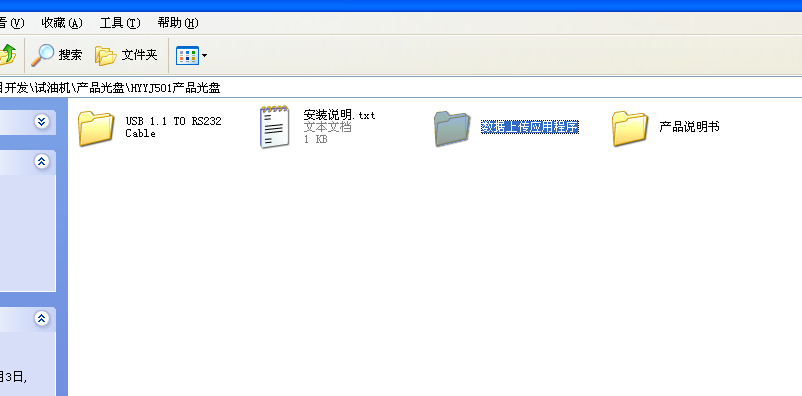 看(V) 收藏(A) 工具(T) 帮助(H)
搜索 文件夹
目开发\试油机\产品光盘\HYYJ501产品光盘
USB 1.1 TO RS232
Cable
安装说明.txt
文本文档
1 KB
数据上传应用程序
产品说明书
月3日,